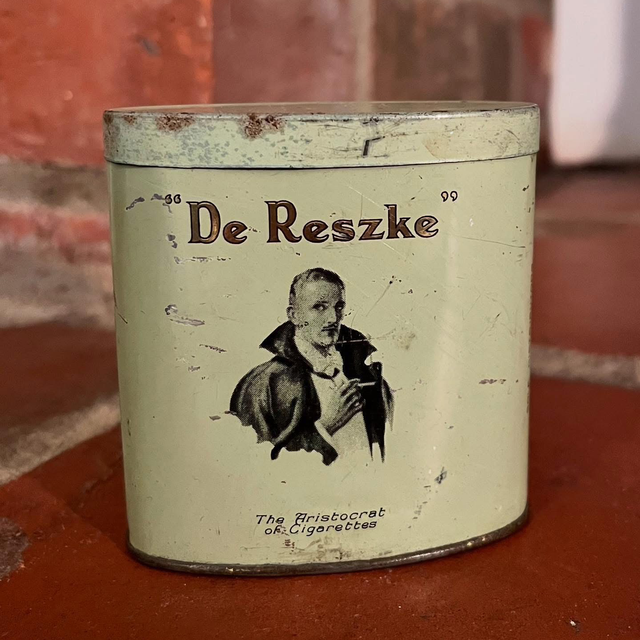 "De Reszke"
The Aristocrat
of Cigarettes